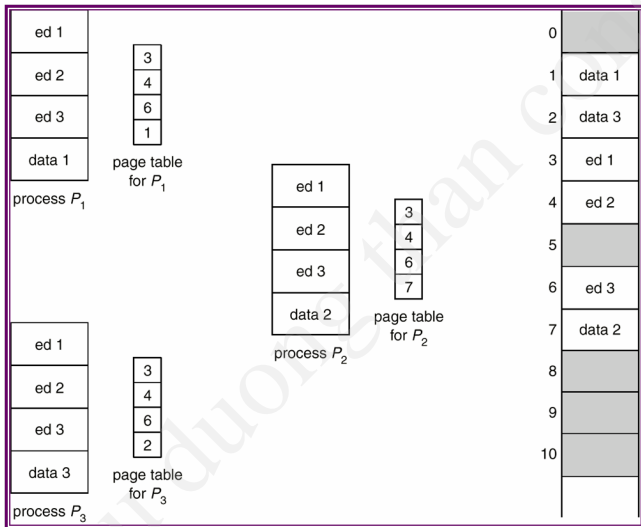 ed 1
ed 2
ed 3
data 1
process P1
3
4
6
1
page table
for P1
ed 1
ed 2
ed 3
data 2
process P2
3
4
6
7
page table
for P2
ed 1
ed 2
ed 3
data 3
process P3
3
4
6
2
page table
for P3
0
1 data 1
2 data 3
3 ed 1
4 ed 2
5
6 ed 3
7 data 2
8
9
10
duong than con